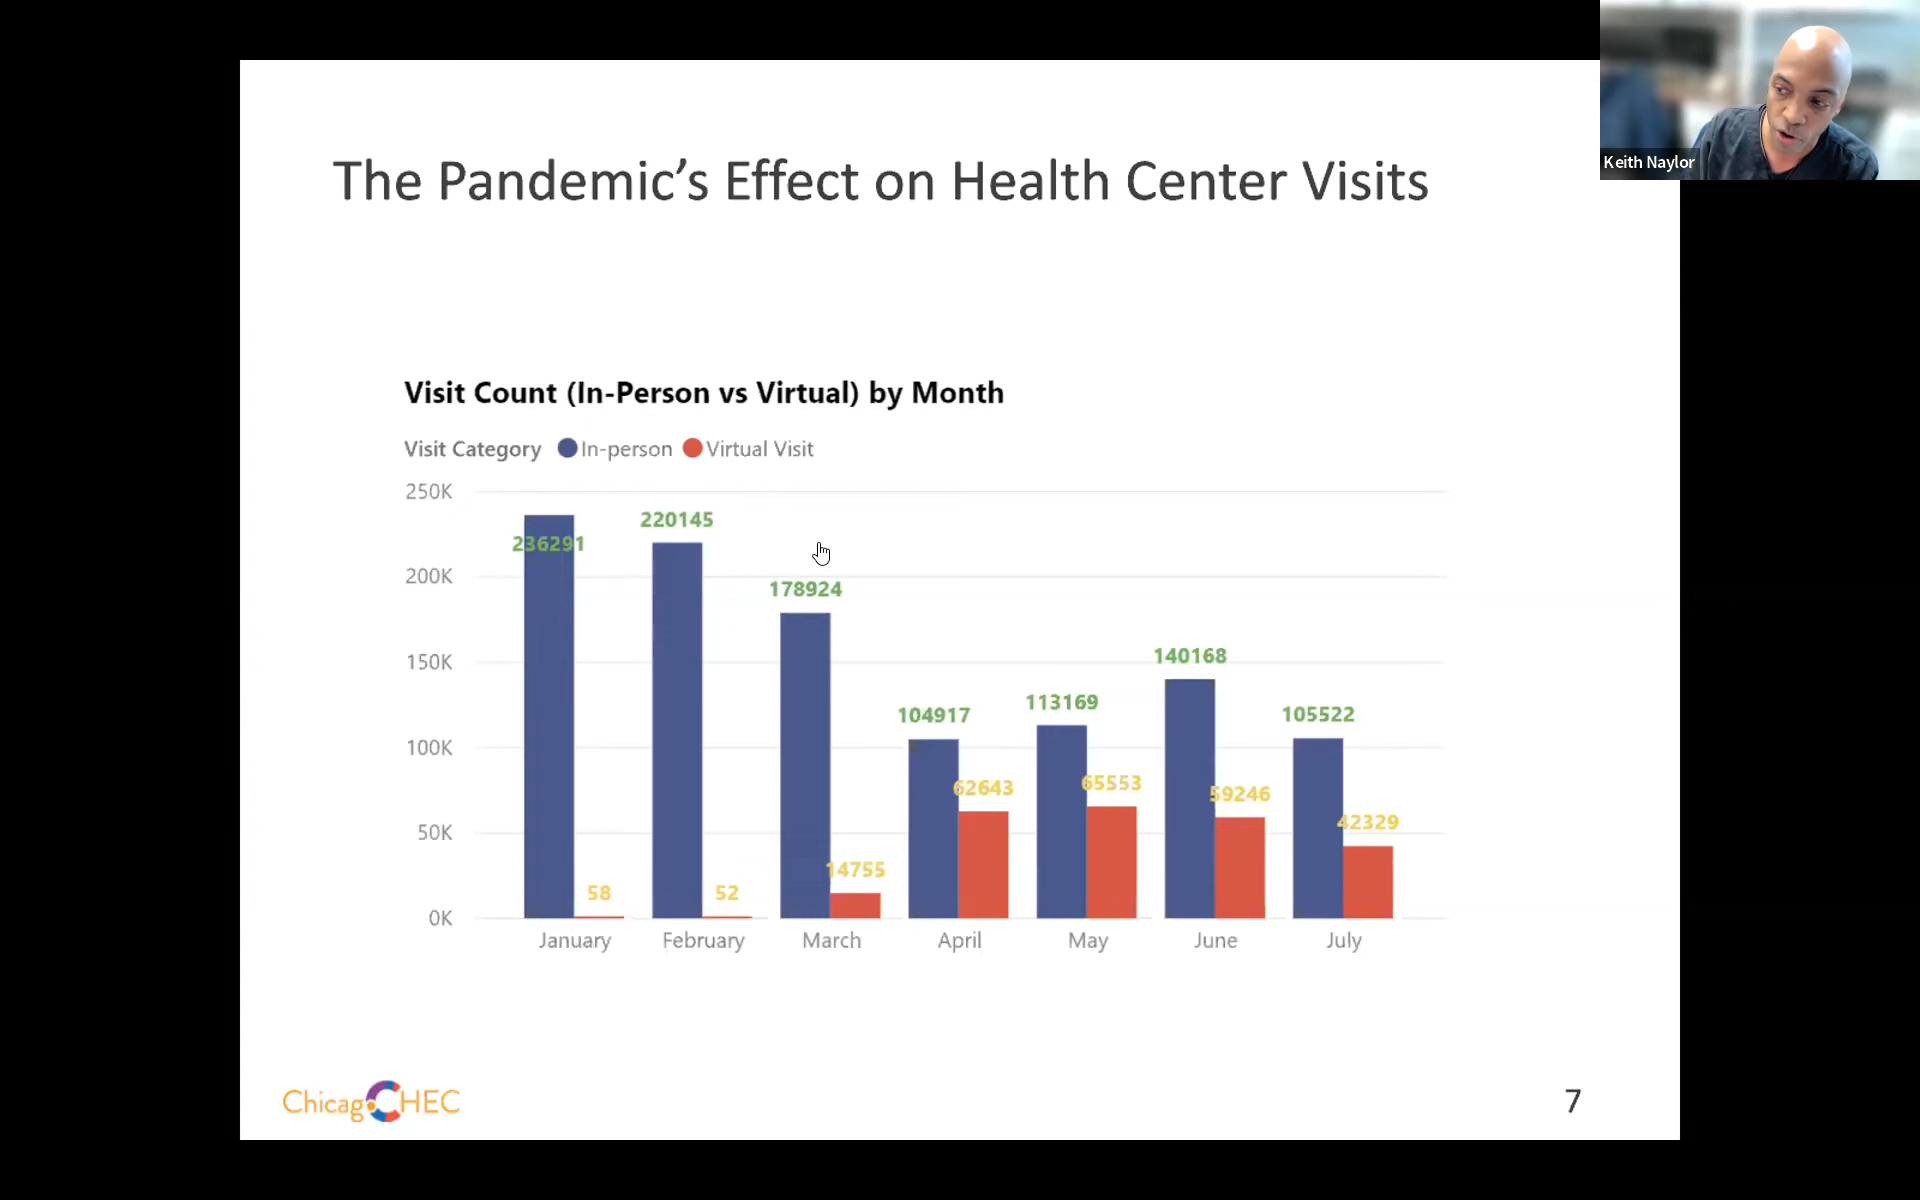 Keith Naylor
The Pandemic's Effect on Health Center Visits
Visit Count (In-Person vs Virtual) by Month
Visit Category In-person Virtual Visit
250K
200K
150K
100K
50K
0K
236291
220145
178924
104917
113169
140168
105522
58
52
14755
62643
65553
59246
42329
January February March April May June July
ChicagoCHEC
7